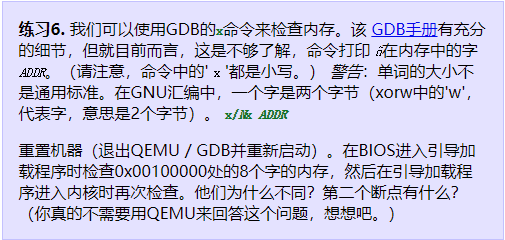 练习6. 我们可以使用GDB的x命令来检查内存。该 GDB手册有充分
的细节，但就目前而言，这是不够了解，命令打印 ñ在内存中的字
ADDR。（请注意，命令中的' x '都是小写。） 警告：单词的大小不
是通用标准。在GNU汇编中，一个字是两个字节（xorw中的'w'，
代表字，意思是2个字节）。 x/Nx ADDR
重置机器（退出QEMU / GDB并重新启动）。在BIOS进入引导加
载程序时检查0x00100000处的8个字的内存，然后在引导加载程
序进入内核时再次检查。他们为什么不同？第二个断点有什么？
（你真的不需要用QEMU来回答这个问题，想想吧。）